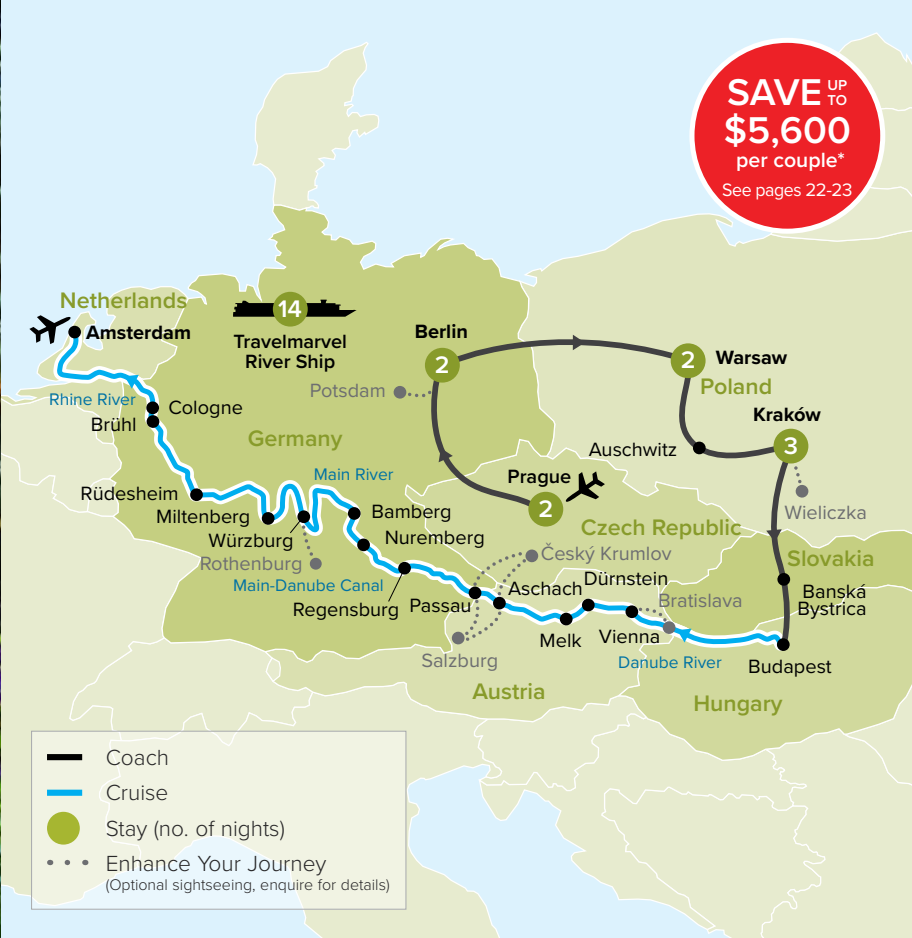 SAVE UP TO
$5,600
per couple*
See pages 22-23
Netherlands
Amsterdam
14
Travelmarvel
River Ship
Berlin
2
2
Warsaw
Poland
Potsdam
Rhine River
Cologne
Brühl
Germany
Kraków
3
Auschwitz
Prague
2
Main River
Rüdesheim
Miltenberg
Würzburg
Bamberg
Nuremberg
Wieliczka
Czech Republic
Rothenburg
Český Krumlov
Slovakia
Main-Danube Canal
Regensburg
Passau
Aschach
Dürnstein
Bratislava
Banská
Bystrica
Melk
Vienna
Salzburg
Danube River
Budapest
Austria
Hungary
Coach
Cruise
Stay (no. of nights)
Enhance Your Journey
(Optional sightseeing, enquire for details)